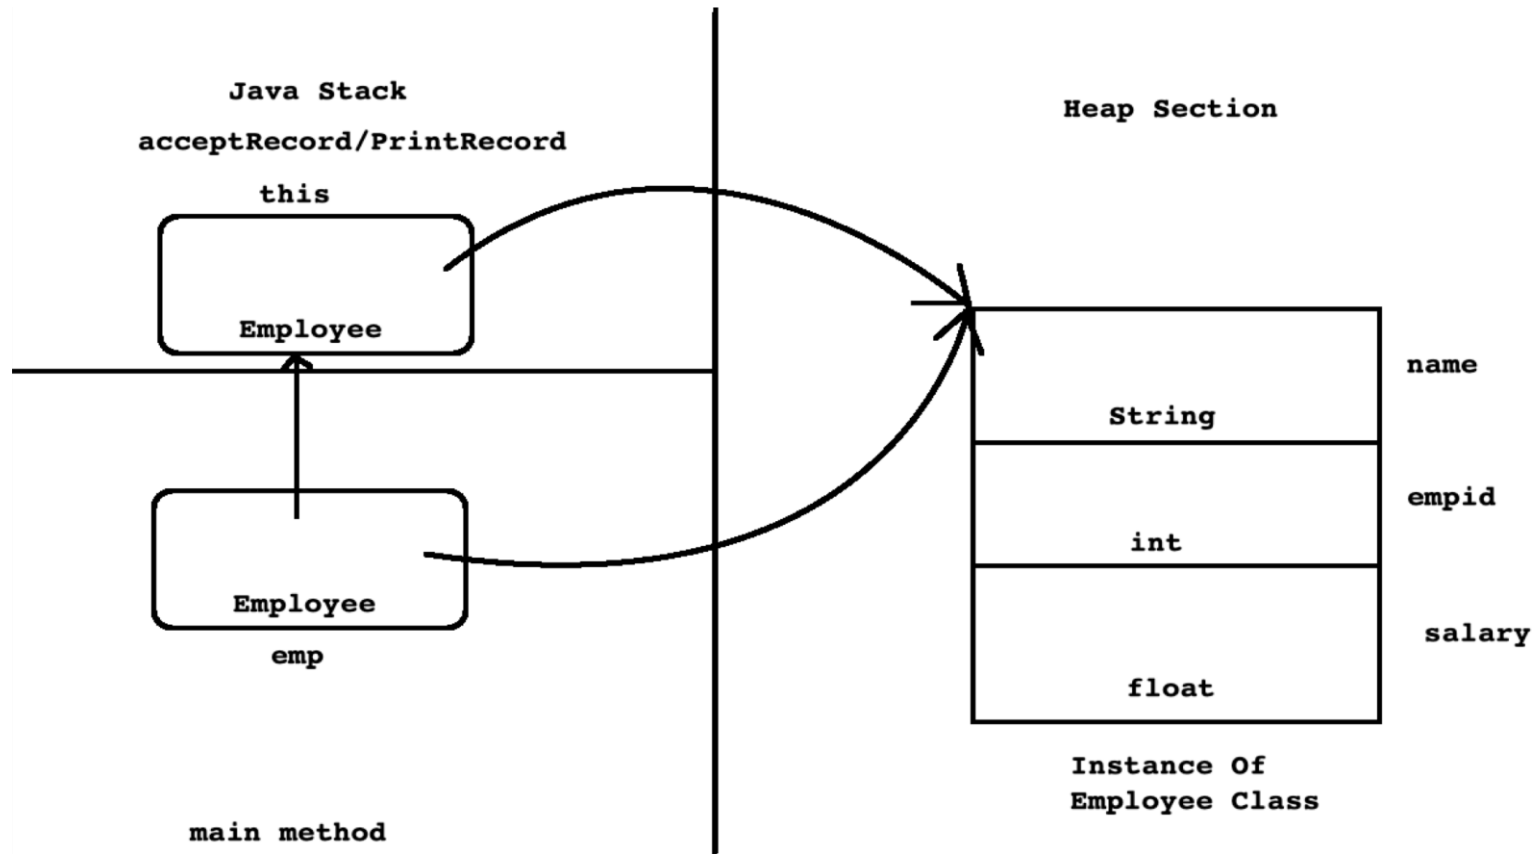 Java Stack
acceptRecord/PrintRecord
this
Employee
Employee
emp
main method
Heap Section
String
name
int
empid
float
salary
Instance Of
Employee Class